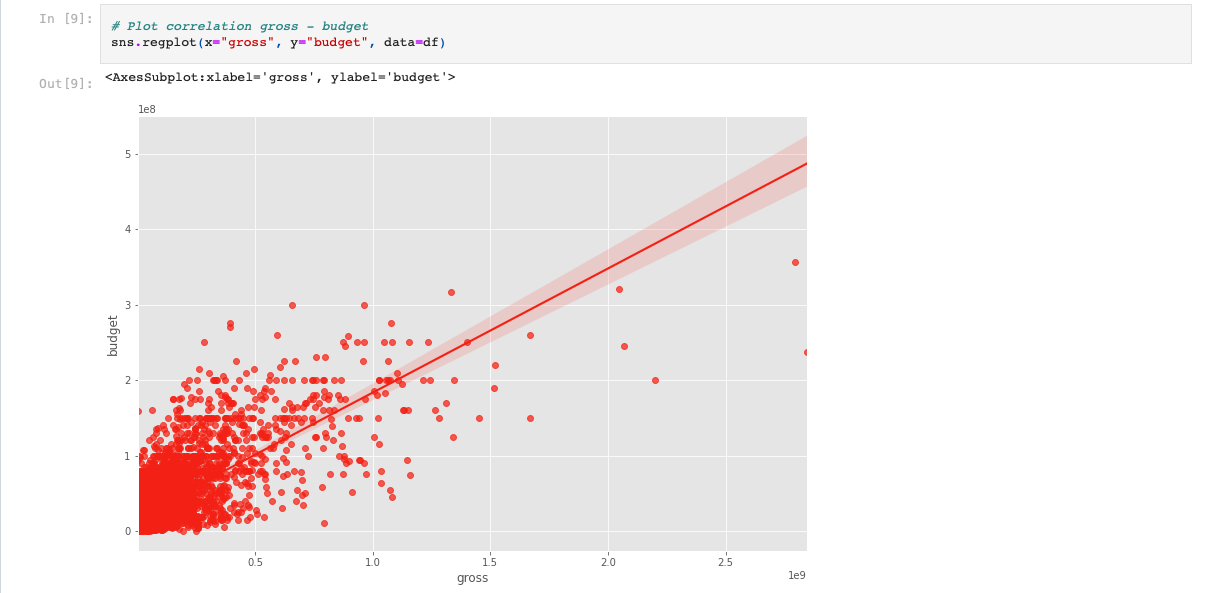 In [9]:
# Plot correlation gross - budget
sns.regplot(x="gross", y="budget", data=df)
Out[9]:
<AxesSubplot:xlabel='gross', ylabel='budget'>
1e8
5
4
3
2
1
0
budget
0.5 1.0 1.5 2.0 2.5
1e9
gross